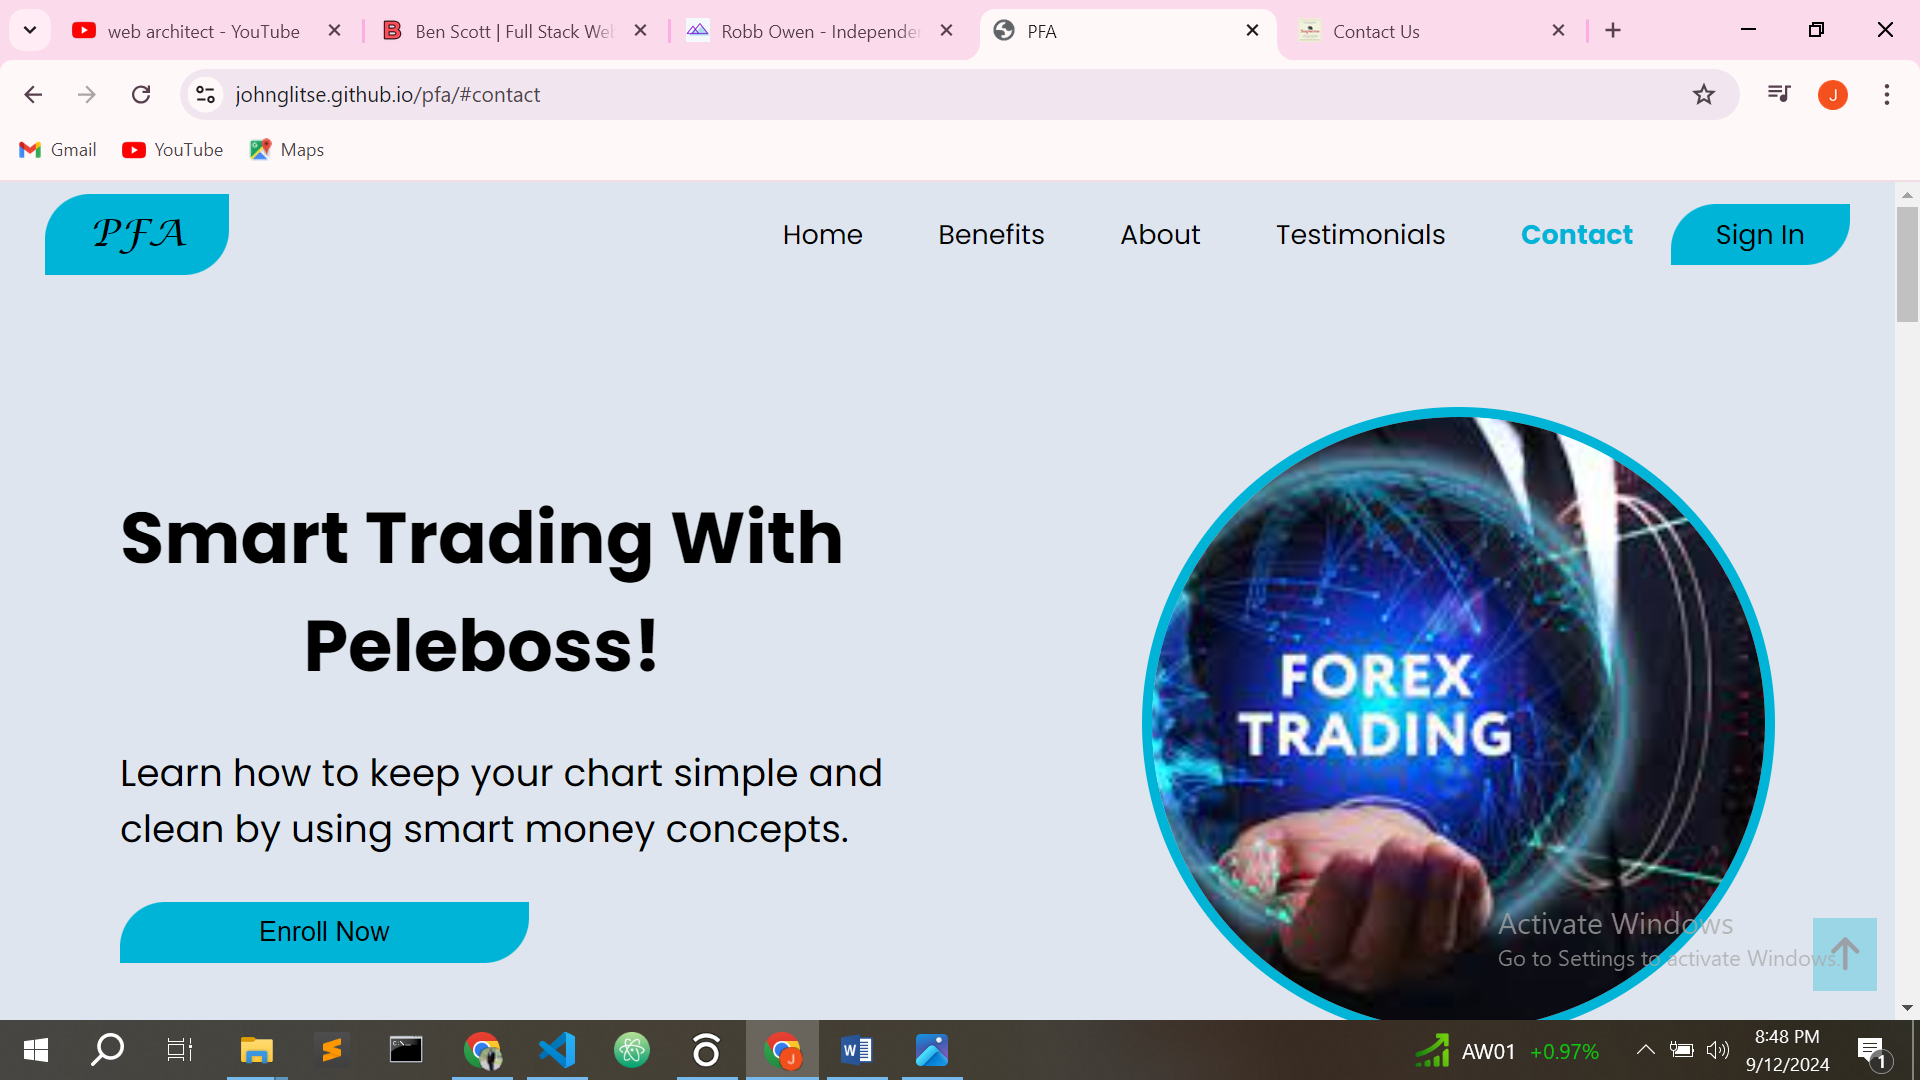 web architect - YouTube
Ben Scott | Full Stack We
Robb Owen - Independe
PFA
Contact Us
johnglitse.github.io/pfa/#contact
J
Gmail
YouTube
Maps
PFA
Home
Benefits
About
Testimonials
Contact
Sign In
Smart Trading With
Peleboss!
Learn how to keep your chart simple and
clean by using smart money concepts.
Enroll Now
FOREX
TRADING
Activate Windows
Go to Settings to activate Windows.
J
AW01 +0.97%
8:48 PM
9/12/2024
1